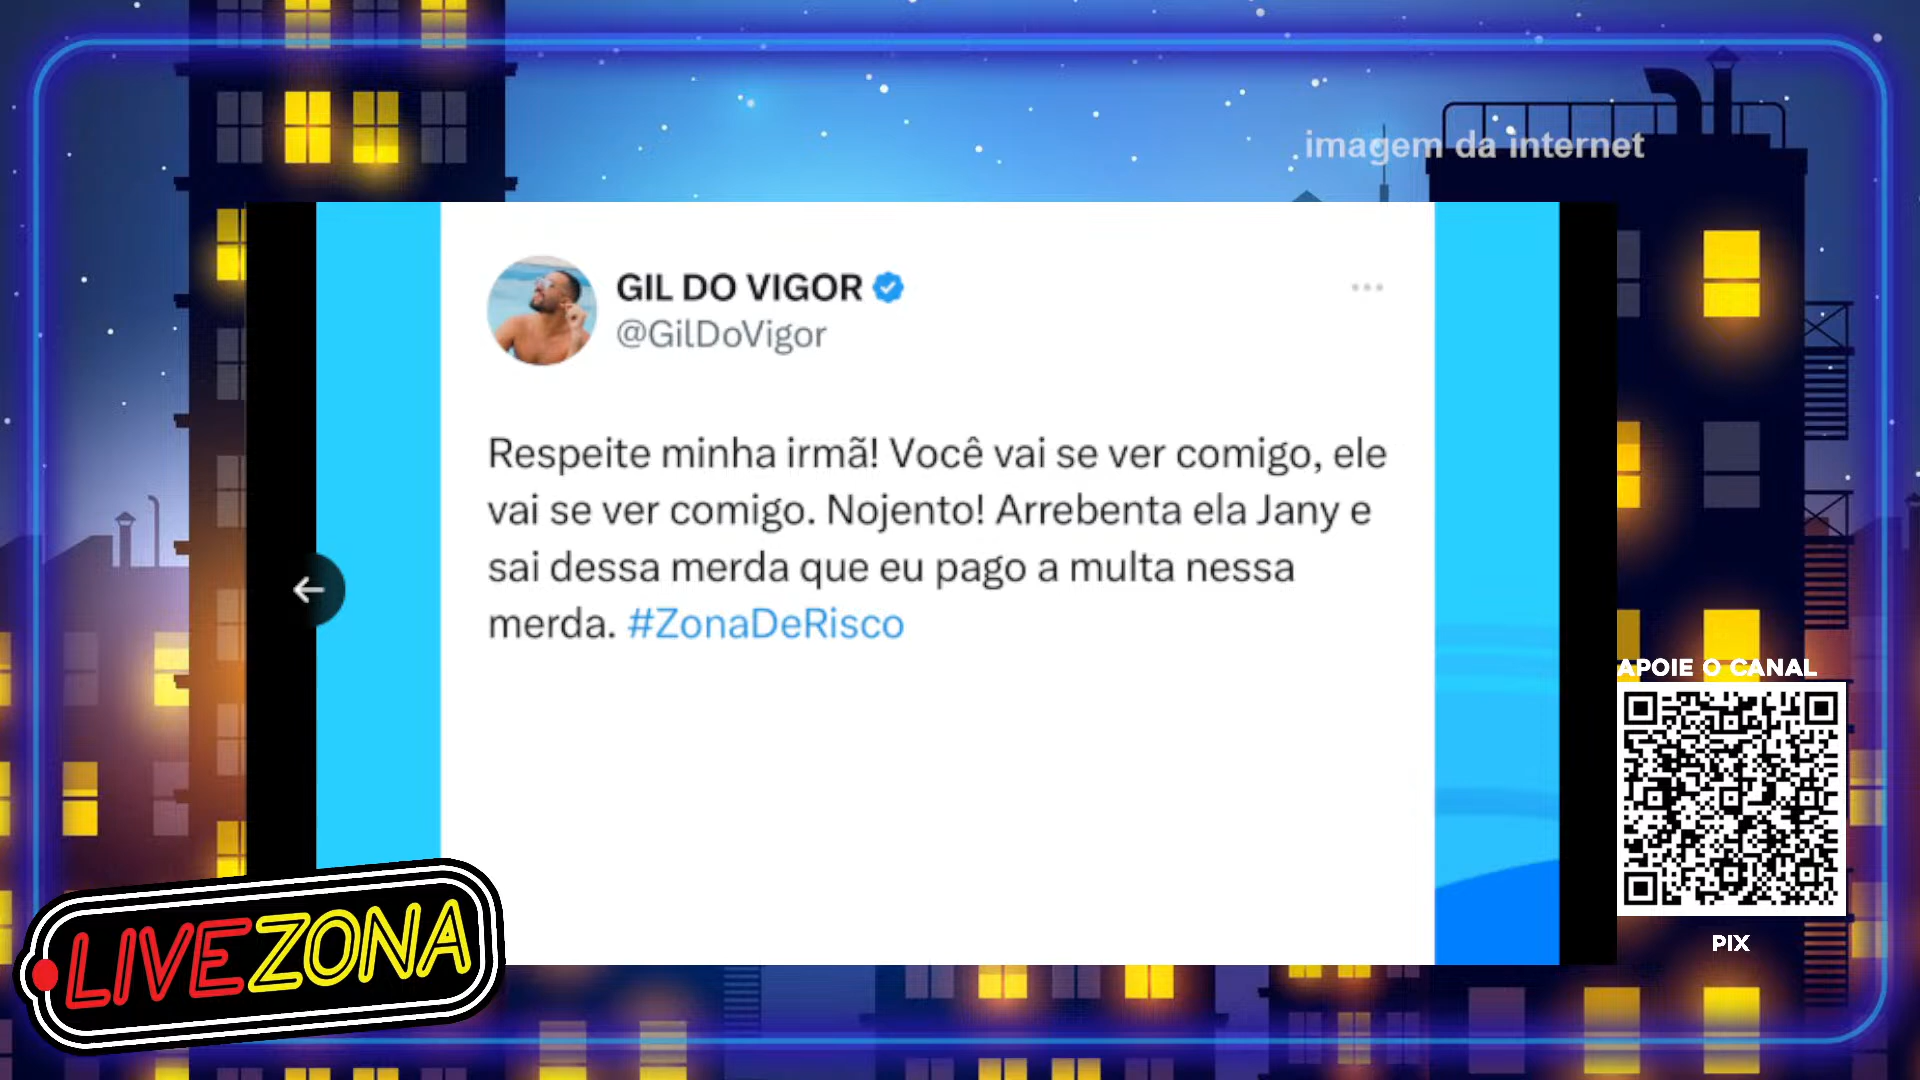 imagem da internet
GIL DO VIGOR
@GilDoVigor
Respeite minha irmã! Você vai se ver comigo, ele
vai se ver comigo. Nojento! Arrebenta ela Jany e
sai dessa merda que eu pago a multa nessa
merda. #ZonaDeRisco
APOIE O CANAL
PIX
LIVEZONA